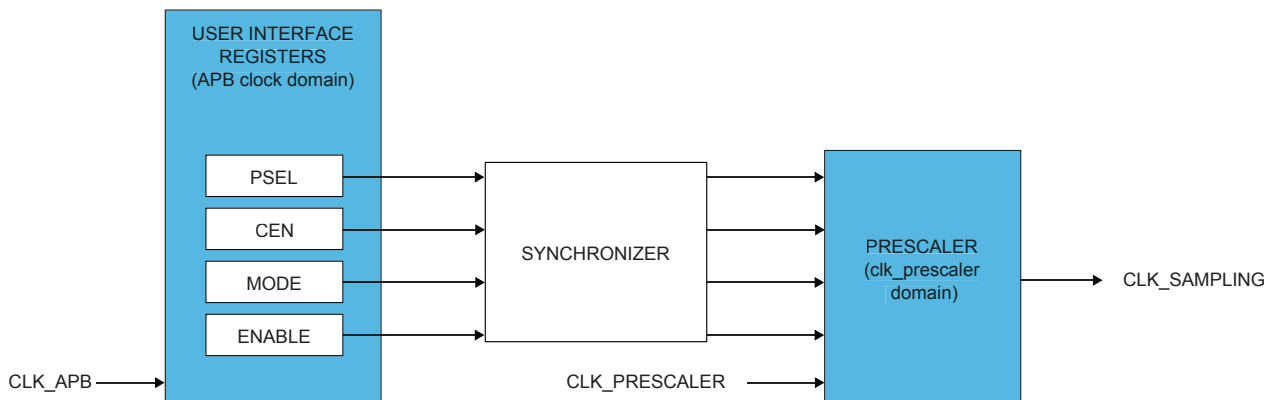 USER INTERFACE
REGISTERS
(APB clock domain)
PSEL
CEN
MODE
ENABLE
CLK_APB
SYNCHRONIZER
CLK_PRESCALER
PRESCALER
(clk_prescaler
domain)
CLK_SAMPLING